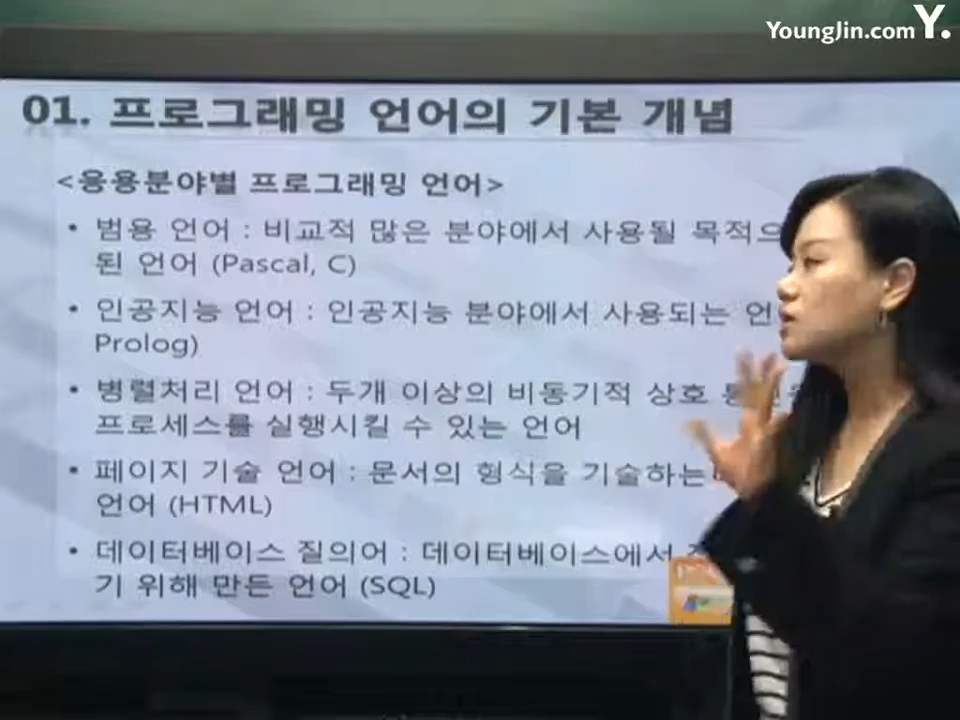 YoungJin.com Y.
01. 프로그래밍 언어의 기본 개념
<응용분야별 프로그래밍 언어>
• 범용 언어 : 비교적 많은 분야에서 사용될 목적으
된 언어 (Pascal, C)
• 인공지능 언어 : 인공지능 분야에서 사용되는
Prolog)
• 병렬처리 언어 : 두개 이상의 비동기적 상호
프로세스를 실행시킬 수 있는 언어
• 페이지 기술 언어 : 문서의 형식을 기술하는
언어 (HTML)
• 데이터베이스 질의어 : 데이터베이스에서
기 위해 만든 언어 (SQL)